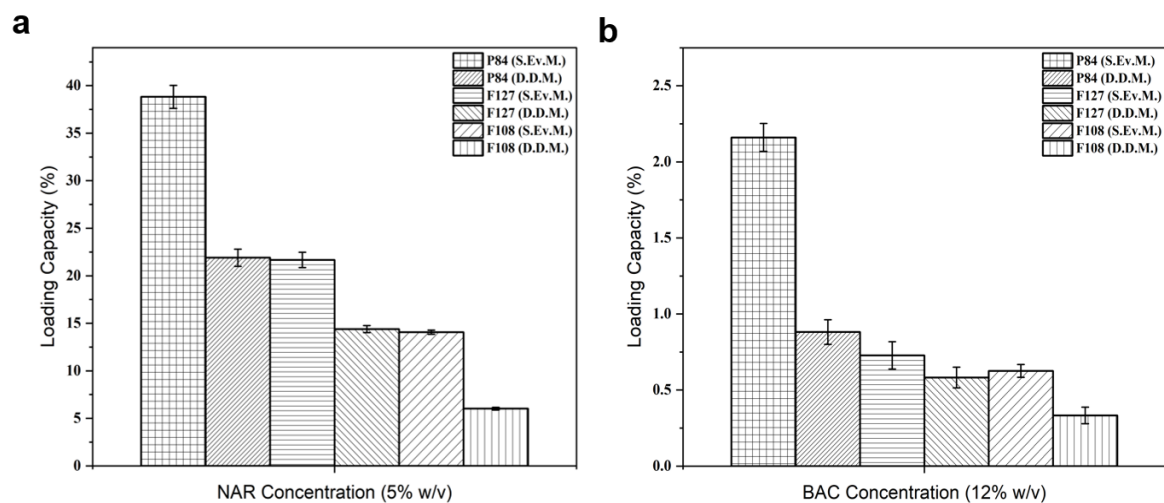 a
Loading Capacity (%)
40
35
30
25
20
15
10
5
0
P84 (S.Ev.M.)
P84 (D.D.M.)
F127 (S.Ev.M.)
F127 (D.D.M.)
F108 (S.Ev.M.)
F108 (D.D.M.)
NAR Concentration (5% w/v)
b
Loading Capacity (%)
2.5
2.0
1.5
1.0
0.5
0.0
P84 (S.Ev.M.)
P84 (D.D.M.)
F127 (S.Ev.M.)
F127 (D.D.M.)
F108 (S.Ev.M.)
F108 (D.D.M.)
BAC Concentration (12% w/v)